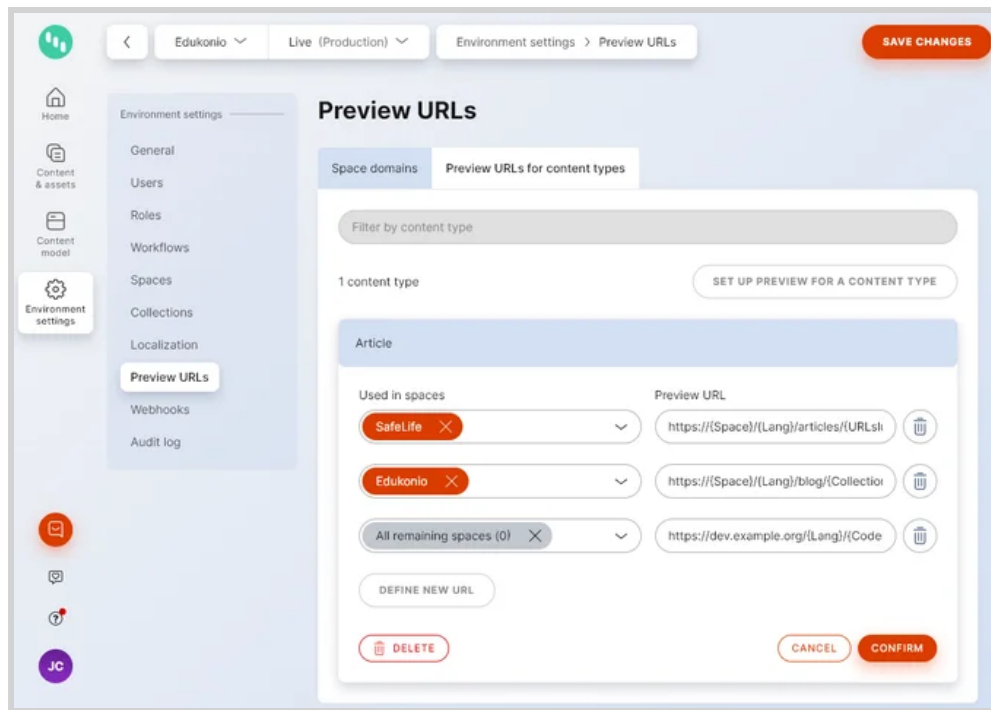 Edukonio
Live (Production)
Environment settings > Preview URLs
SAVE CHANGES
Home
Content
& assets
Content
model
Environment
settings
JC
Environment settings
General
Users
Roles
Workflows
Spaces
Collections
Localization
Preview URLs
Webhooks
Audit log
Preview URLs
Space domains
Preview URLs for content types
Filter by content type
1 content type
SET UP PREVIEW FOR A CONTENT TYPE
Article
Used in spaces
Preview URL
SafeLife
https://{Space}/{Lang}/articles/{URLslu
Edukonio
https://{Space}/{Lang}/blog/{Collection
All remaining spaces (0)
https://dev.example.org/{Lang}/{Code
DEFINE NEW URL
DELETE
CANCEL
CONFIRM